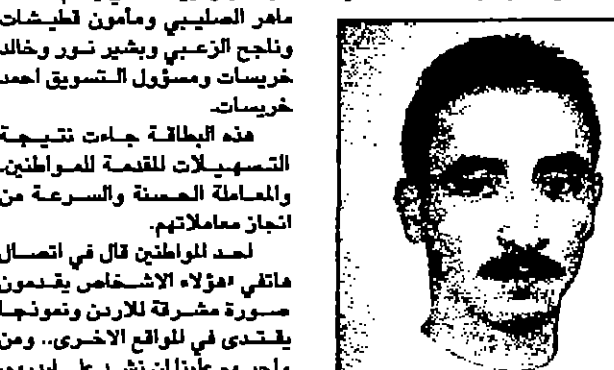 ماهر الصليبي ومأمون قطيشات
وناجح الزعبي وبشير نور وخالد
خريسات ومسؤول التسويق احمد
خريسات.
هذه البطاقة جاءت نتيجة
التسهيلات المقدمة للمواطنين.
والمعاملة الحسنة والسرعة من
انجاز معاملاتهم.
احد المواطنين قال في اتصال
هاتفي «هؤلاء الاشخاص يقدمون
صورة مشرقة للاردن ونموذجا
يقتدى في المواقع الاخرى.. ومن